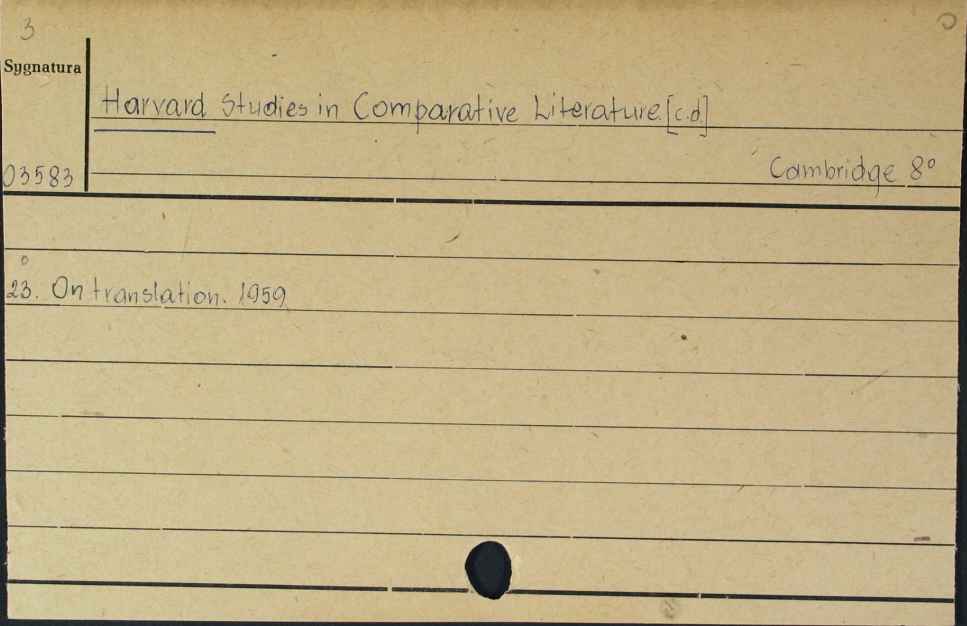 3
Sygnatura
Harvard Studies in Comparative Literature. [c.d.]
03583
Cambridge 8°
23. On translation. 1959